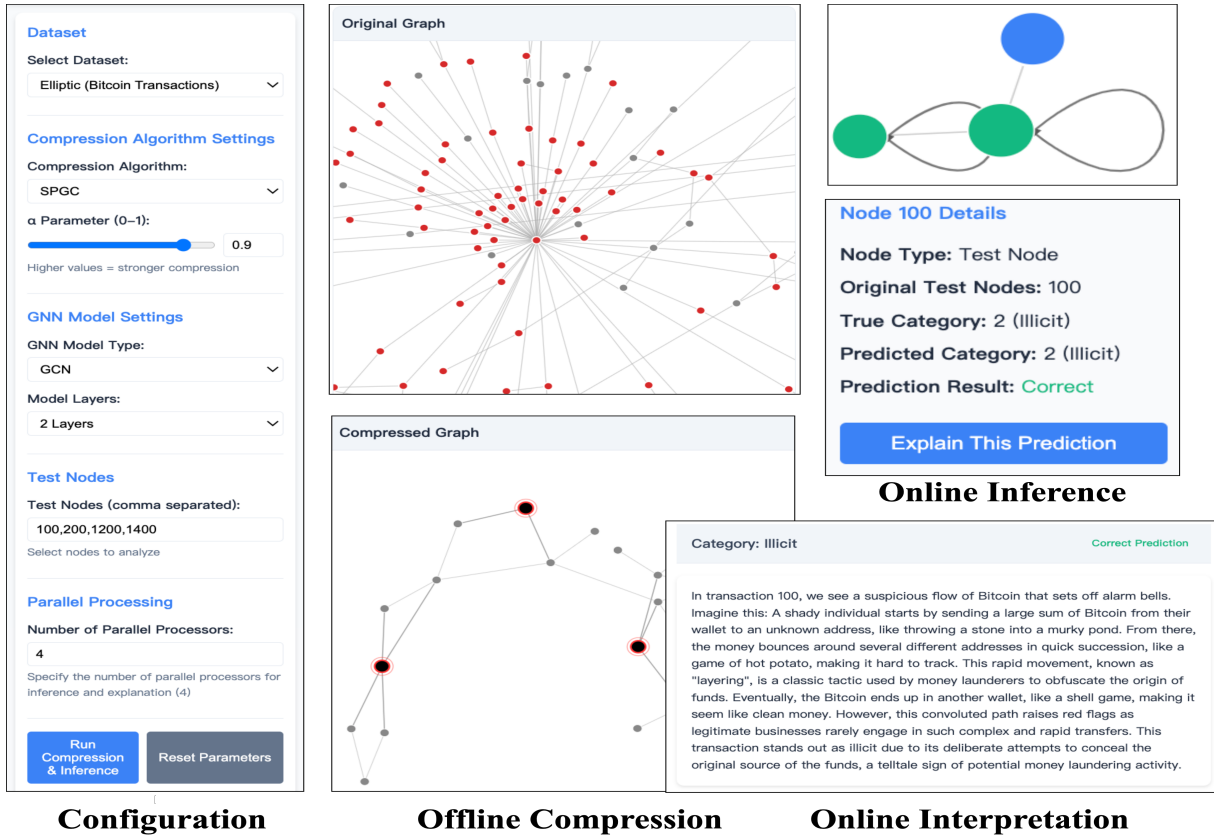 Dataset
Select Dataset:
Elliptic (Bitcoin Transactions)
Compression Algorithm Settings
Compression Algorithm:
SPGC
α Parameter (0–1):
0.9
Higher values = stronger compression
GNN Model Settings
GNN Model Type:
GCN
Model Layers:
2 Layers
Test Nodes
Test Nodes (comma separated):
100,200,1200,1400
Select nodes to analyze
Parallel Processing
Number of Parallel Processors:
4
Specify the number of parallel processors for
inference and explanation (4)
Run
Compression
& Inference
Reset Parameters
Configuration
Original Graph
Compressed Graph
Offline Compression
Node 100 Details
Node Type: Test Node
Original Test Nodes: 100
True Category: 2 (Illicit)
Predicted Category: 2 (Illicit)
Prediction Result: Correct
Explain This Prediction
Online Inference
Category: Illicit
Correct Prediction
In transaction 100, we see a suspicious flow of Bitcoin that sets off alarm bells.
Imagine this: A shady individual starts by sending a large sum of Bitcoin from their
wallet to an unknown address, like throwing a stone into a murky pond. From there,
the money bounces around several different addresses in quick succession, like a
game of hot potato, making it hard to track. This rapid movement, known as
"layering", is a classic tactic used by money launderers to obfuscate the origin of
funds. Eventually, the Bitcoin ends up in another wallet, like a shell game, making it
seem like clean money. However, this convoluted path raises red flags as
legitimate businesses rarely engage in such complex and rapid transfers. This
transaction stands out as illicit due to its deliberate attempts to conceal the
original source of the funds, a telltale sign of potential money laundering activity.
Online Interpretation